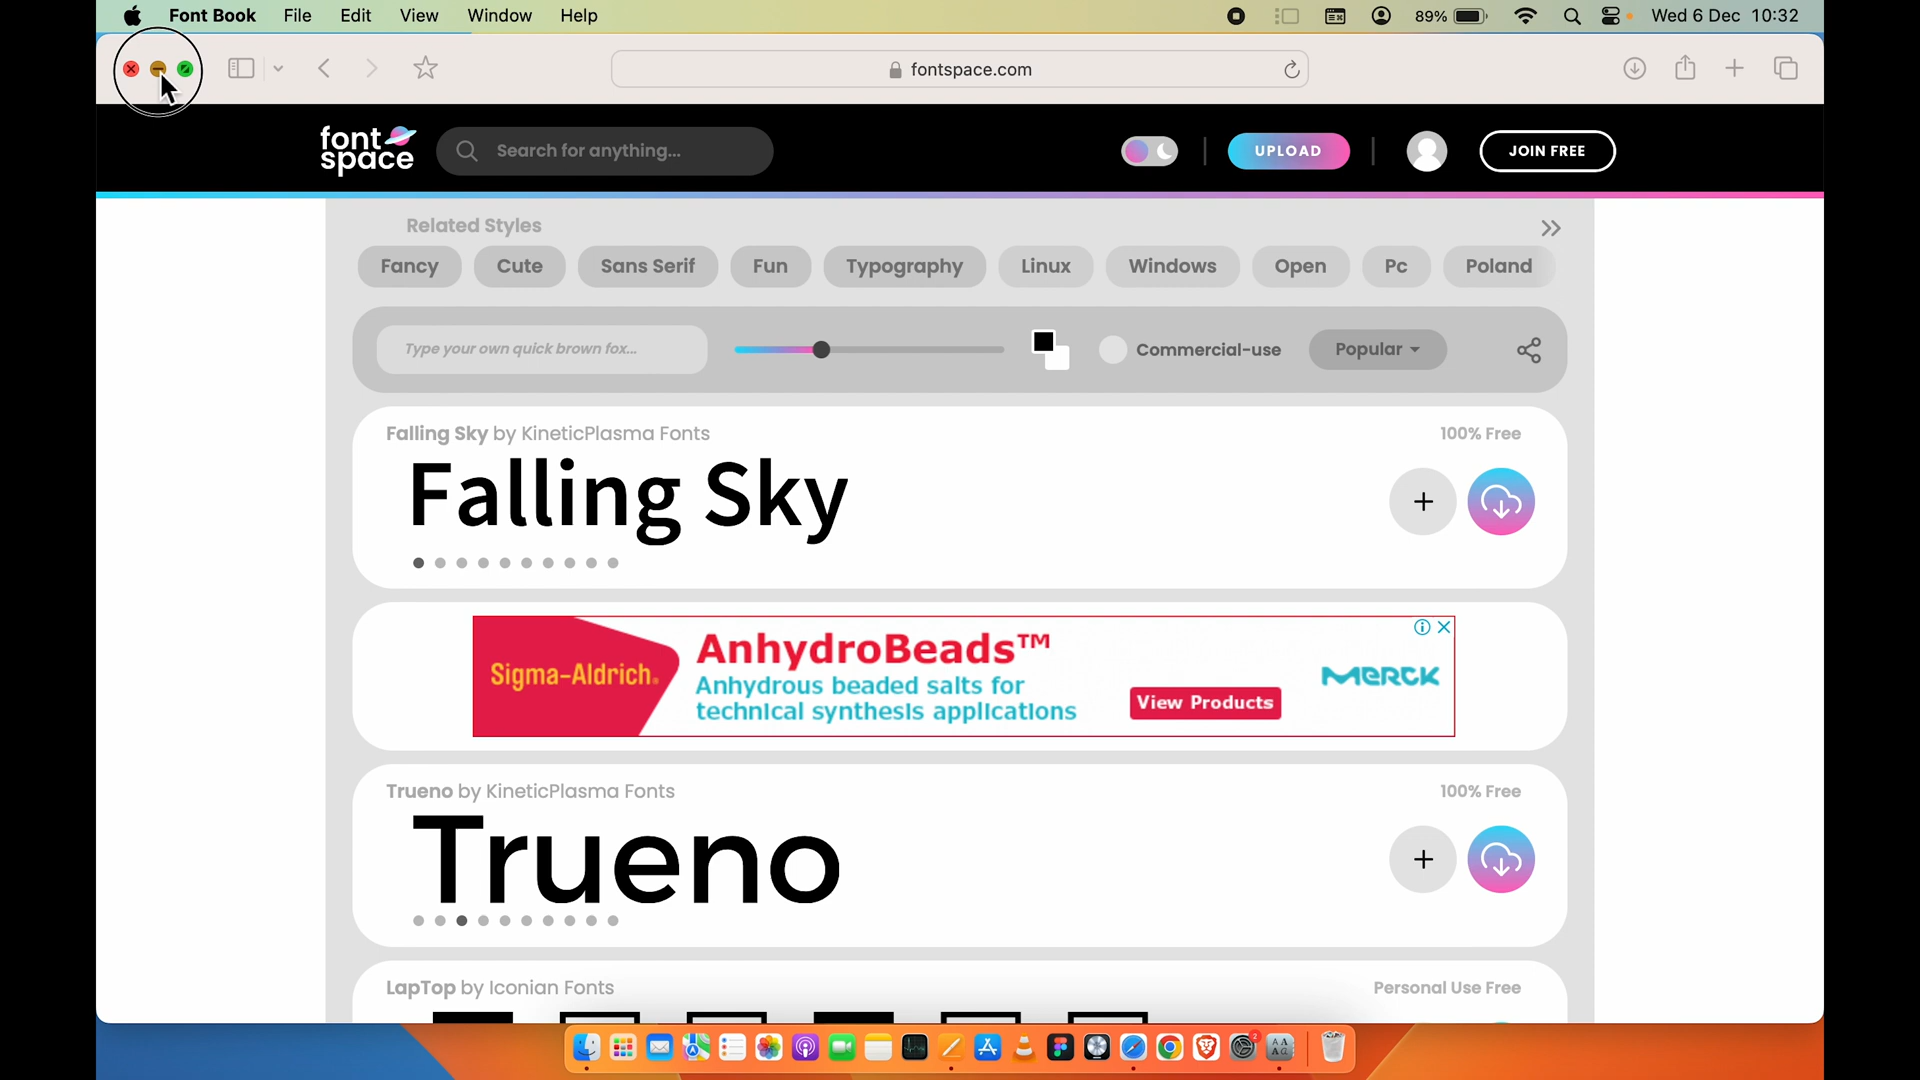 Font Book File Edit View Window Help 89% Wed 6 Dec 10:32
fontspace.com
font space Search for anything... UPLOAD JOIN FREE
Related Styles
Fancy Cute Sans Serif Fun Typography Linux Windows Open Pc Poland
Type your own quick brown fox... Commercial-use Popular
Falling Sky by KineticPlasma Fonts 100% Free
Falling Sky
Sigma-Aldrich. AnhydroBeads™
Anhydrous beaded salts for
technical synthesis applications
View Products
MERCK
Trueno by KineticPlasma Fonts 100% Free
Trueno
LapTop by Iconian Fonts Personal Use Free